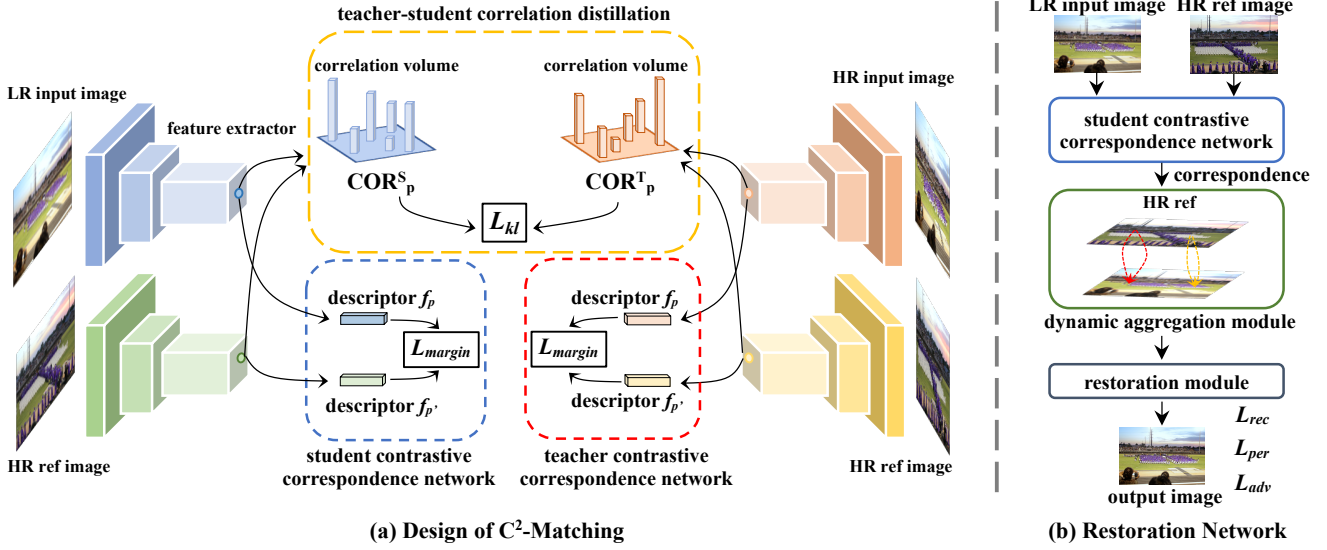 teacher-student correlation distillation
correlation volume
correlation volume
LR input image
HR input image
feature extractor
COR^S_p
COR^T_p
L_kl
descriptor f_p
descriptor f_p
L_margin
L_margin
descriptor f_p'
descriptor f_p'
HR ref image
student contrastive
correspondence network
teacher contrastive
correspondence network
HR ref image
(a) Design of C²-Matching
LR input image
HR ref image
student contrastive
correspondence network
correspondence
HR ref
dynamic aggregation module
restoration module
L_rec
L_per
L_adv
output image
(b) Restoration Network